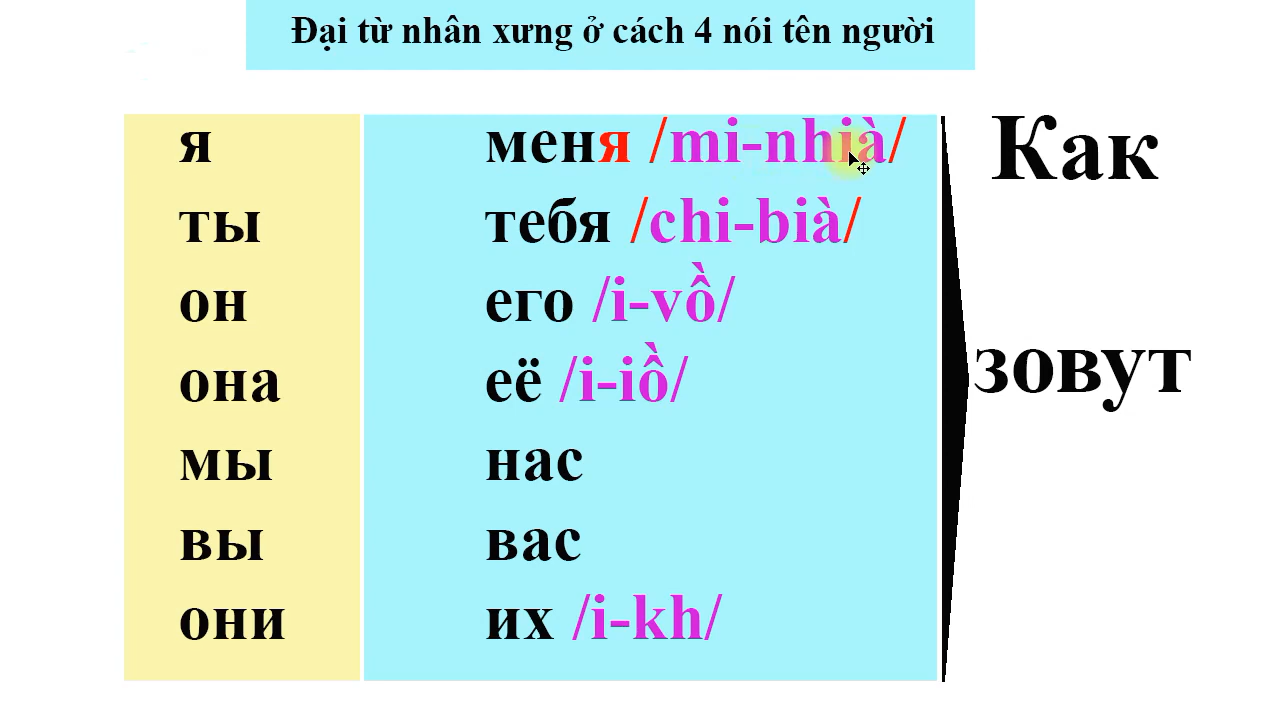 Đại từ nhân xưng ở cách 4 nói tên người
я меня /mi-nhià/
ты тебя /chi-bià/
он его /i-vồ/
она её /i-iồ/
мы нас
вы вас
они их /i-kh/
Как
зовут